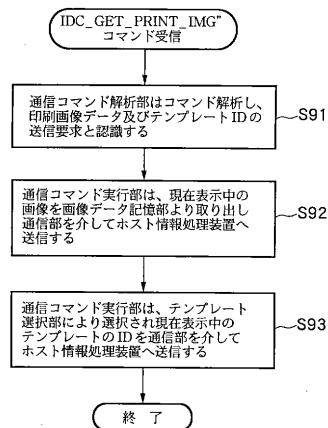 IDC_GET_PRINT_IMG”
コマンド受信
通信コマンド解析部はコマンド解析し、
印刷画像データ及びテンプレートIDの
送信要求と認識する
S91
通信コマンド実行部は、現在表示中の
画像を画像データ記憶部より取り出し
通信部を介してホスト情報処理装置へ
送信する
S92
通信コマンド実行部は、テンプレート
選択部により選択され現在表示中の
テンプレートのIDを通信部を介して
ホスト情報処理装置へ送信する
S93
終了